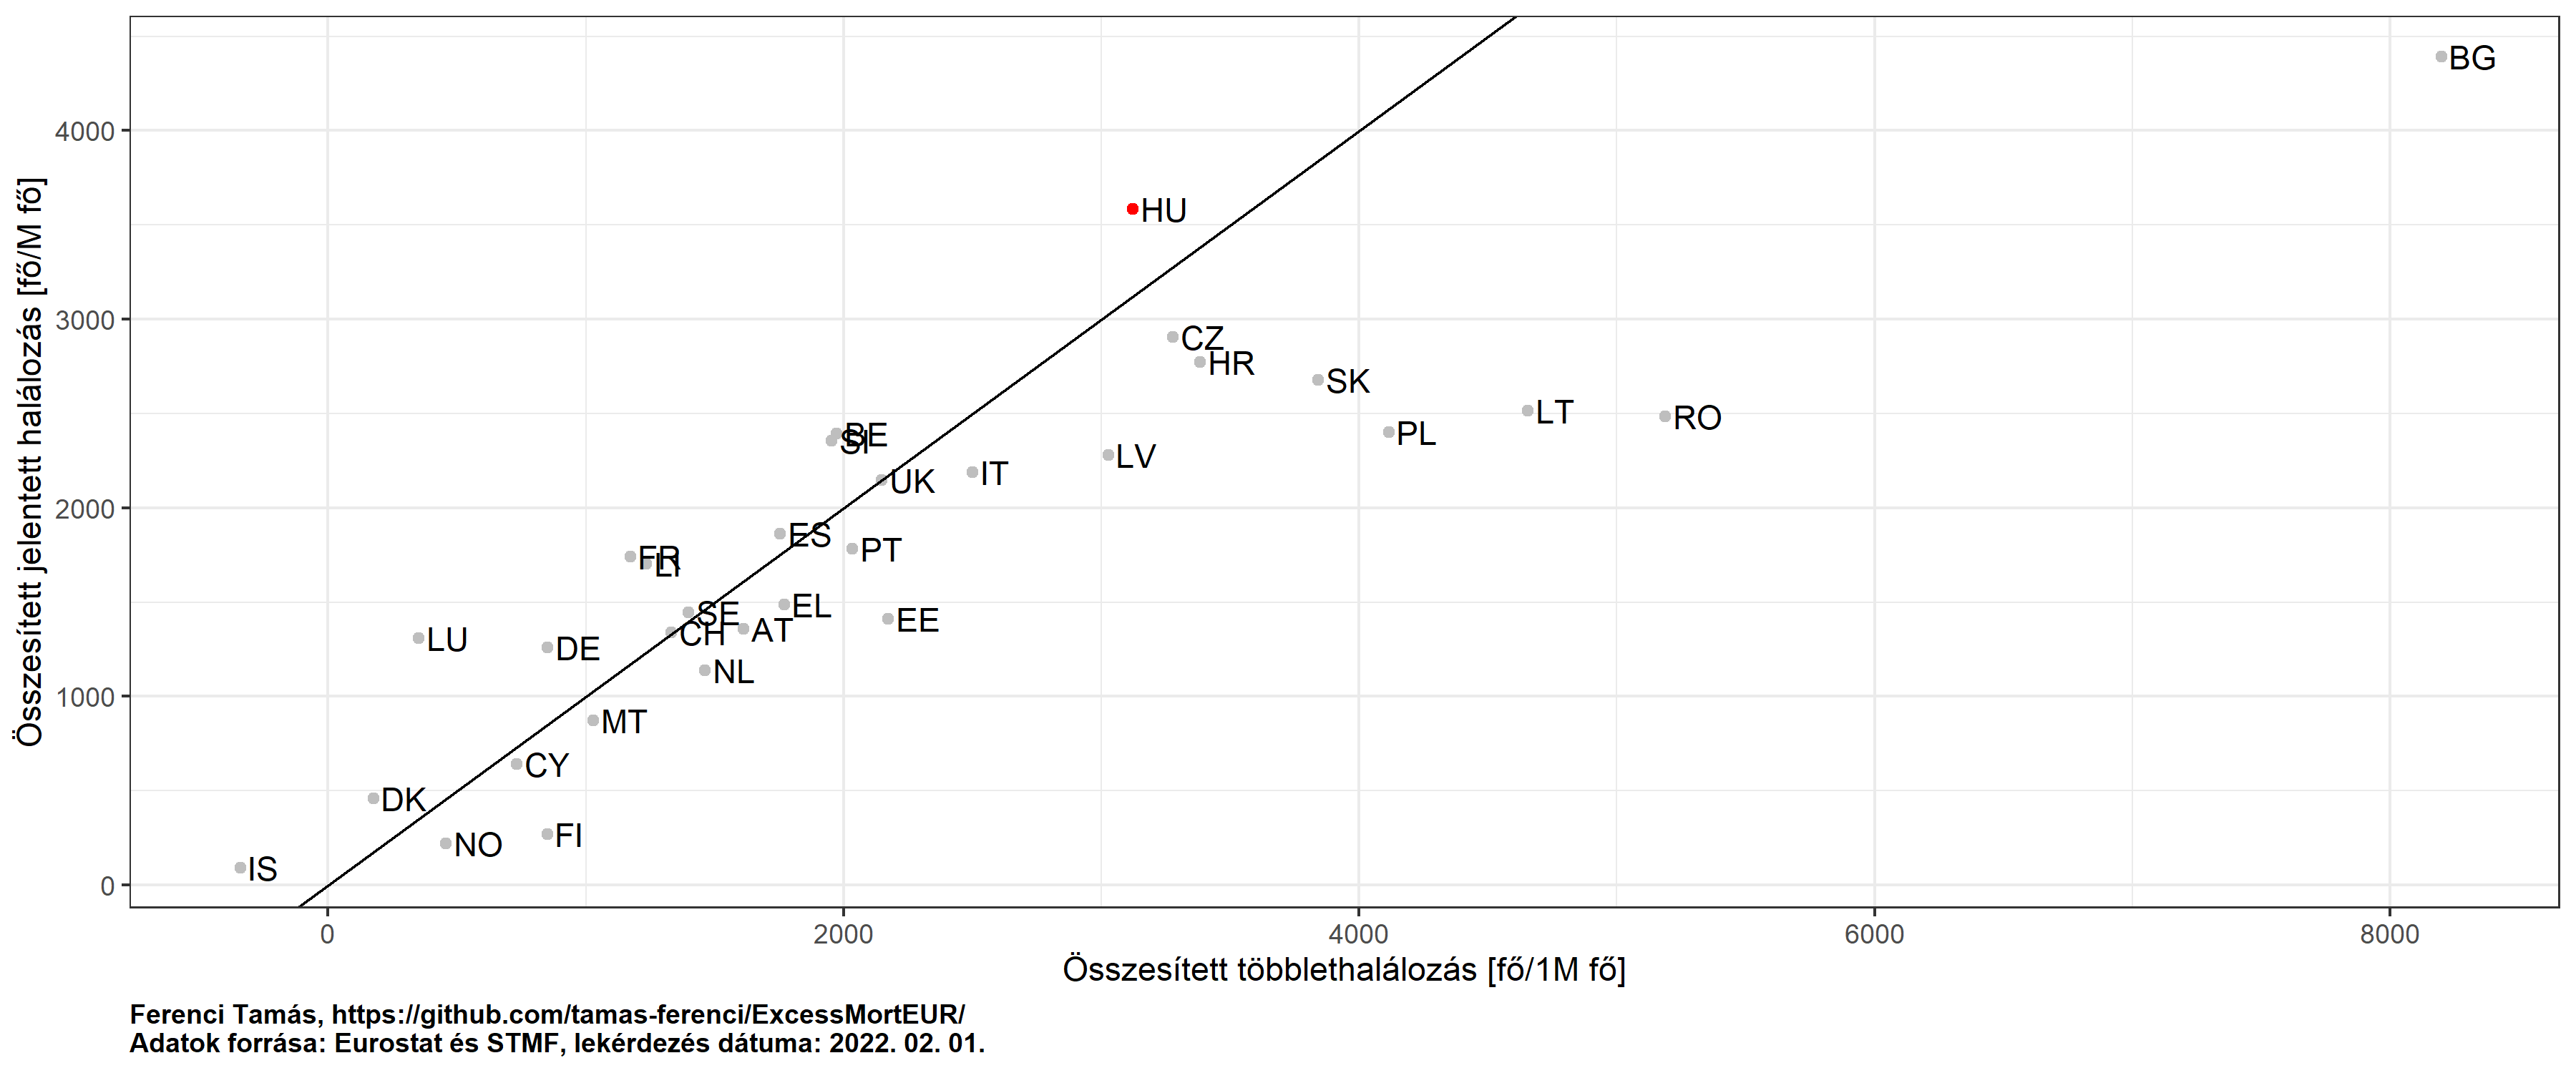 Összesített jelentett halálozás [fő/M fő]
4000
3000
2000
1000
0
BG
HU
CZ
HR
SK
LT
RO
PL
BE
SI
LV
IT
UK
ES
PT
FR
LI
SE
EL
EE
CH
AT
LU
DE
NL
MT
CY
DK
FI
NO
IS
0
2000
4000
6000
8000
Összesített többlethalálozás [fő/1M fő]
Ferenci Tamás, https://github.com/tamas-ferenci/ExcessMortEUR/
Adatok forrása: Eurostat és STMF, lekérdezés dátuma: 2022. 02. 01.